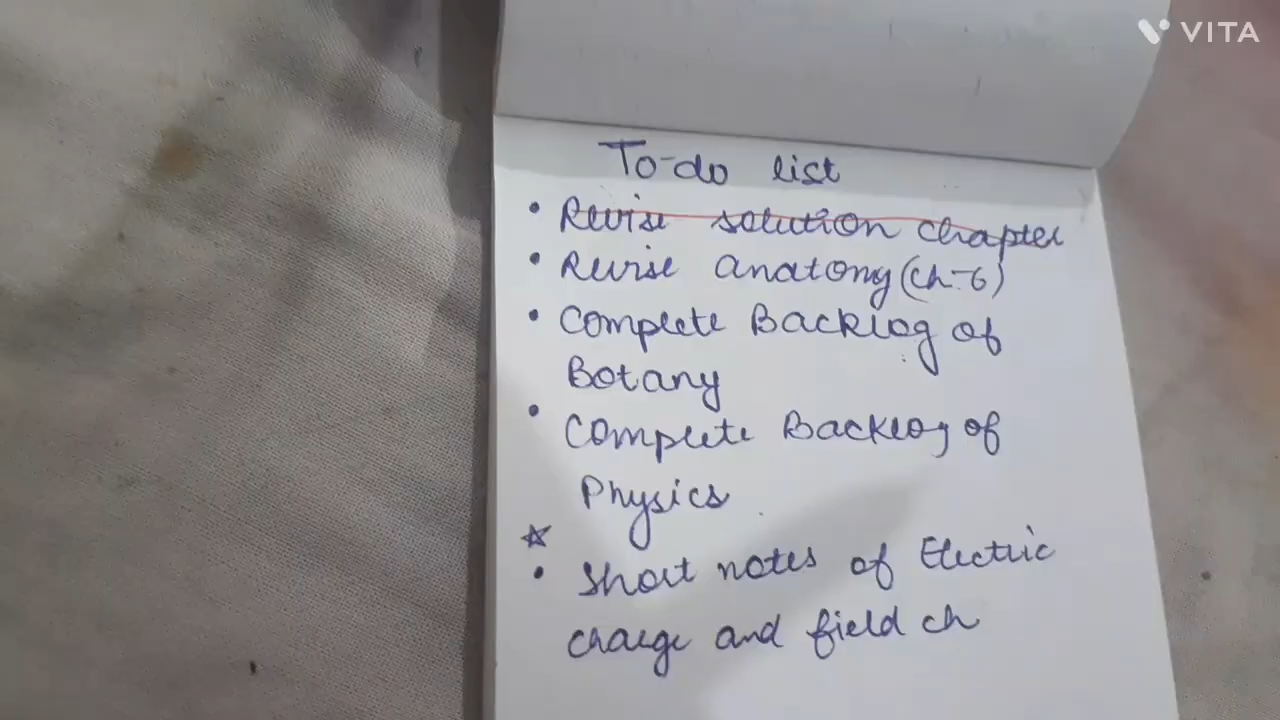 VITA
To-do list
• Revise solution chapter
• Revise anatomy (Ch-6)
• Complete Backlog of
Botany
• Complete Backlog of
Physics
☆
• Short notes of Electric
charge and field ch